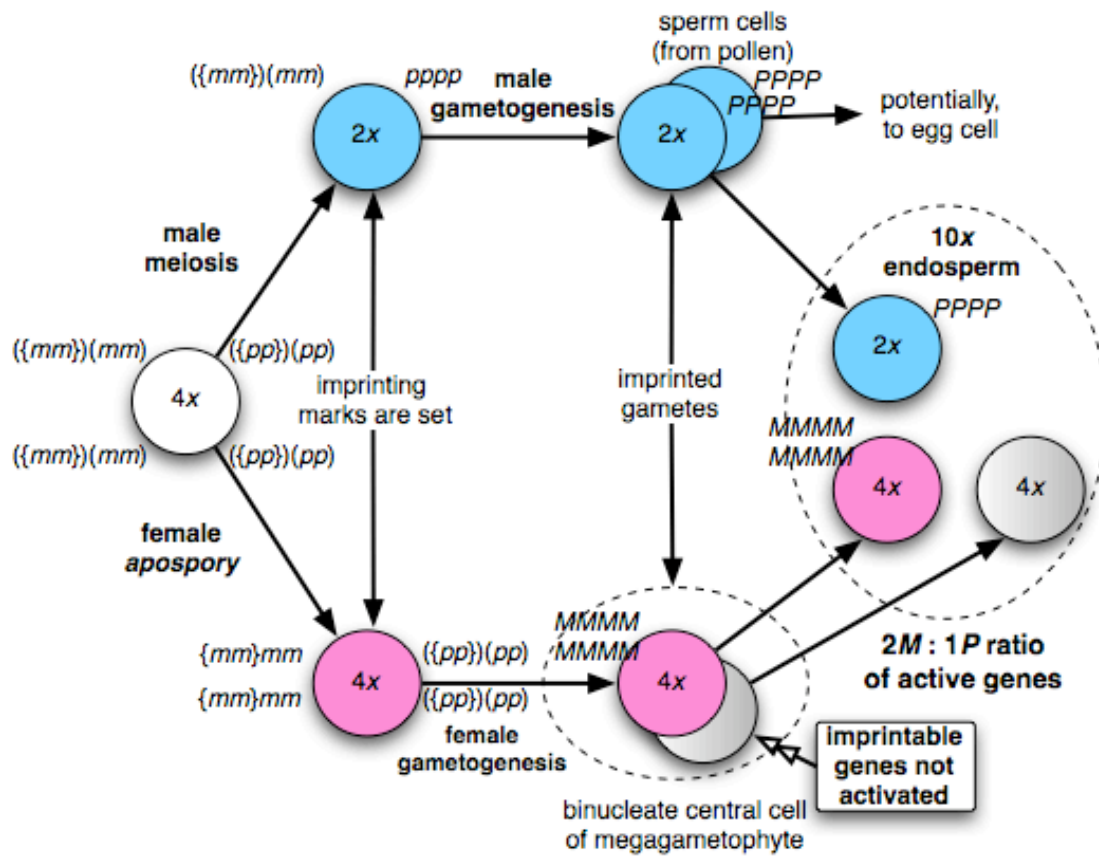 sperm cells
(from pollen)
({mm})(mm)
pppp
male
gametogenesis
PPPP
PPPP
2x
2x
potentially,
to egg cell
male
meiosis
10x
endosperm
PPPP
2x
({mm})(mm)
({pp})(pp)
4x
({mm})(mm)
({pp})(pp)
imprinting
marks are set
imprinted
gametes
MMMM
MMMM
4x
4x
female
apospory
{mm}mm
{mm}mm
4x
({pp})(pp)
({pp})(pp)
MMMM
MMMM
4x
2M : 1P ratio
of active genes
female
gametogenesis
imprintable
genes not
activated
binucleate central cell
of megagametophyte